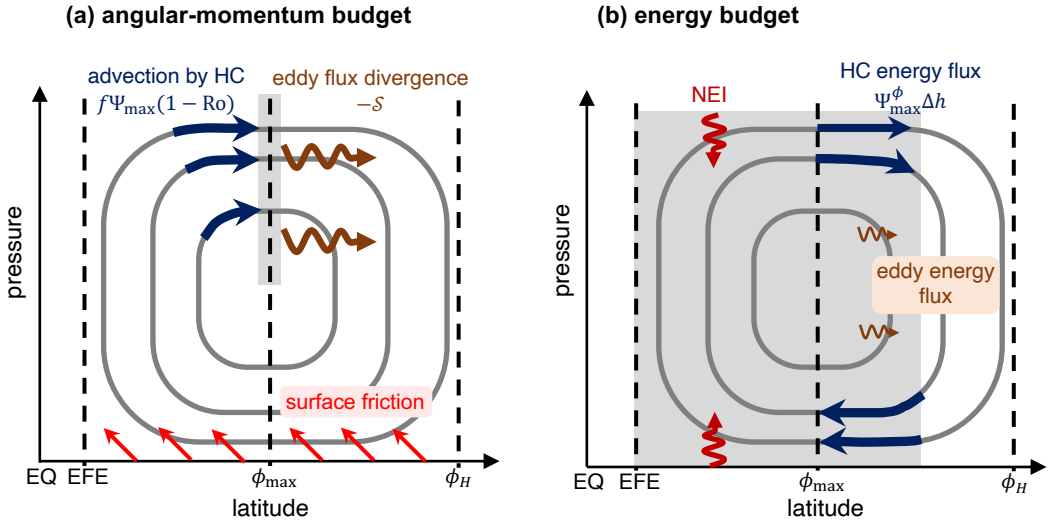 (a) angular-momentum budget
advection by HC
fΨmax(1 − Ro)
eddy flux divergence
−𝒮
pressure
surface friction
EQ EFE ϕmax ϕH
latitude
(b) energy budget
NEI
HC energy flux
Ψϕmax Δh
pressure
eddy energy
flux
EQ EFE ϕmax ϕH
latitude